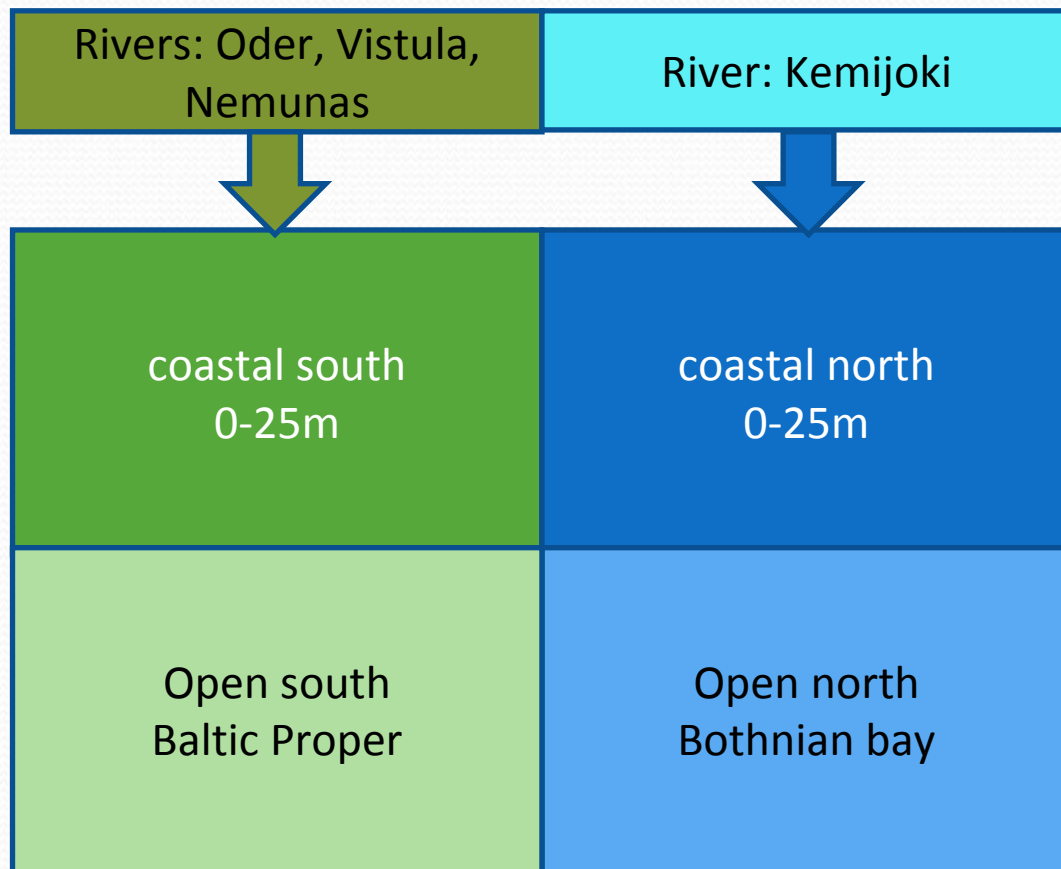 Rivers: Oder, Vistula,
Nemunas
River: Kemijoki
coastal south
0-25m
coastal north
0-25m
Open south
Baltic Proper
Open north
Bothnian bay